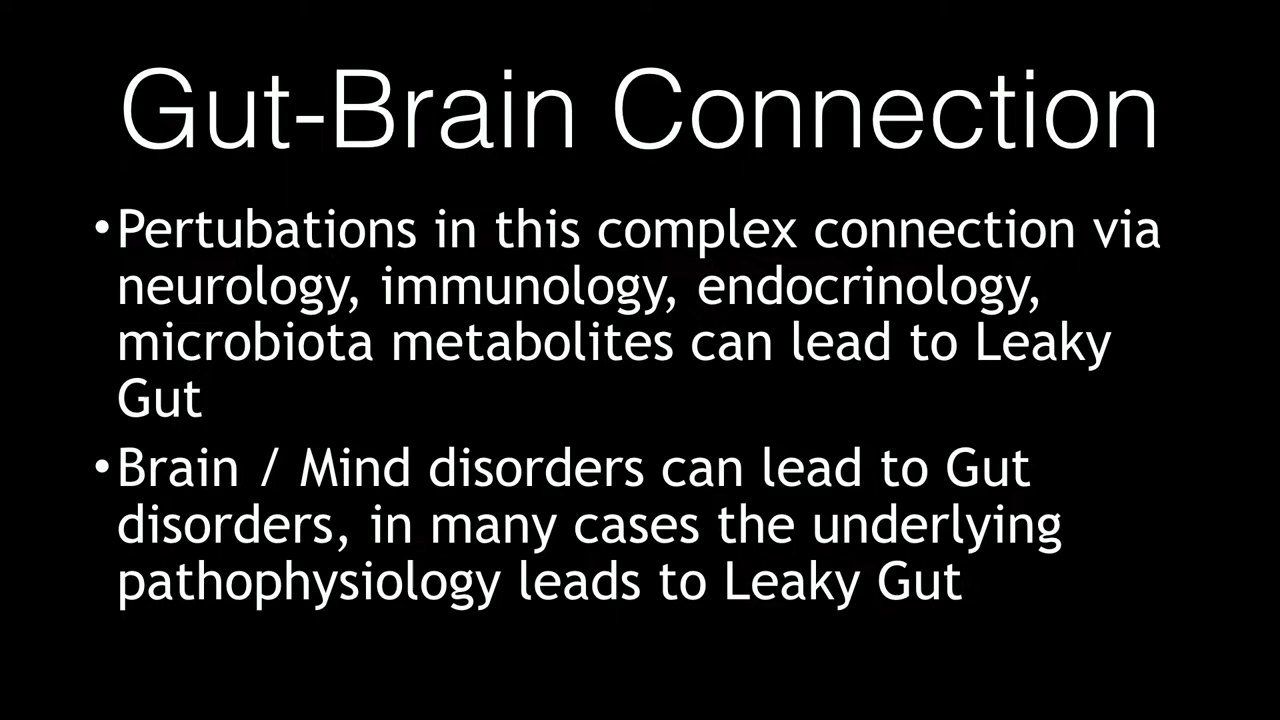 Gut-Brain Connection
•Pertubations in this complex connection via
neurology, immunology, endocrinology,
microbiota metabolites can lead to Leaky
Gut
•Brain / Mind disorders can lead to Gut
disorders, in many cases the underlying
pathophysiology leads to Leaky Gut